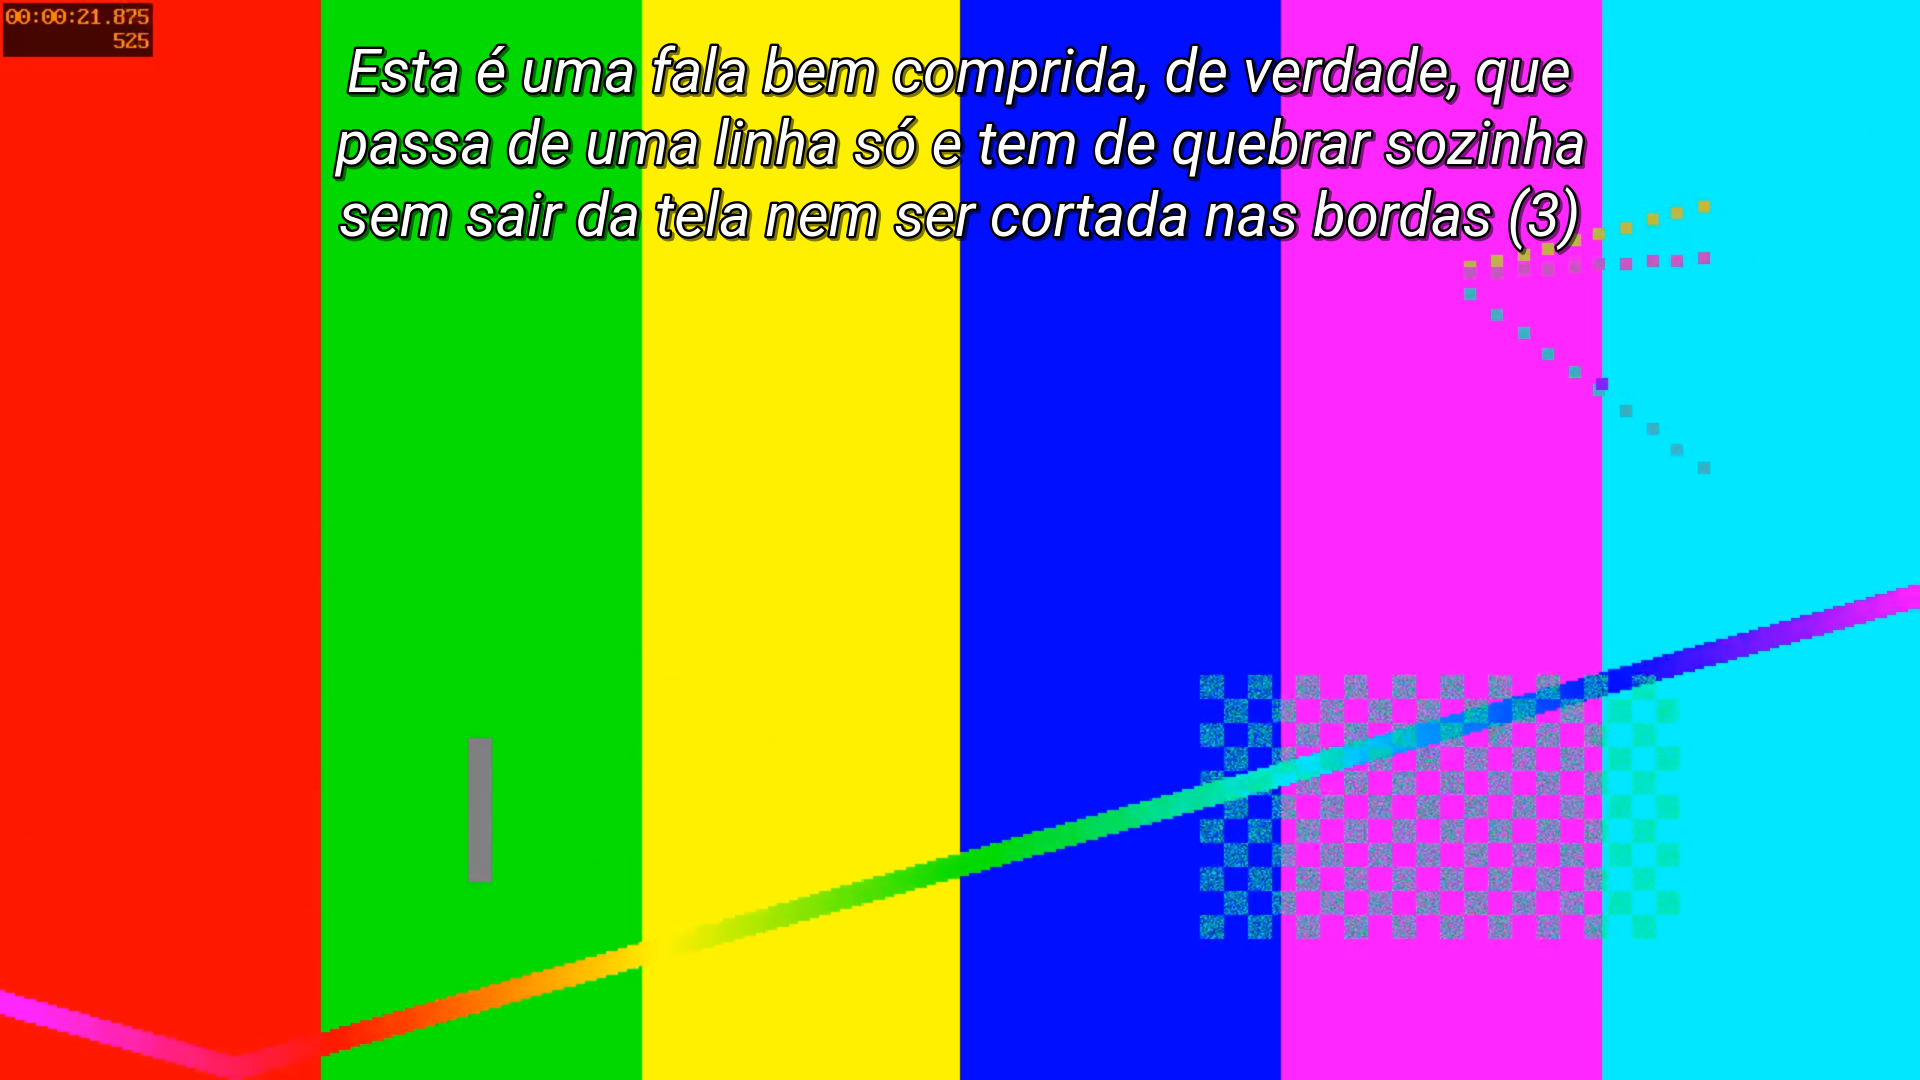 00:00:21.875
525
Esta é uma fala bem comprida, de verdade, que
passa de uma linha só e tem de quebrar sozinha
sem sair da tela nem ser cortada nas bordas (3)